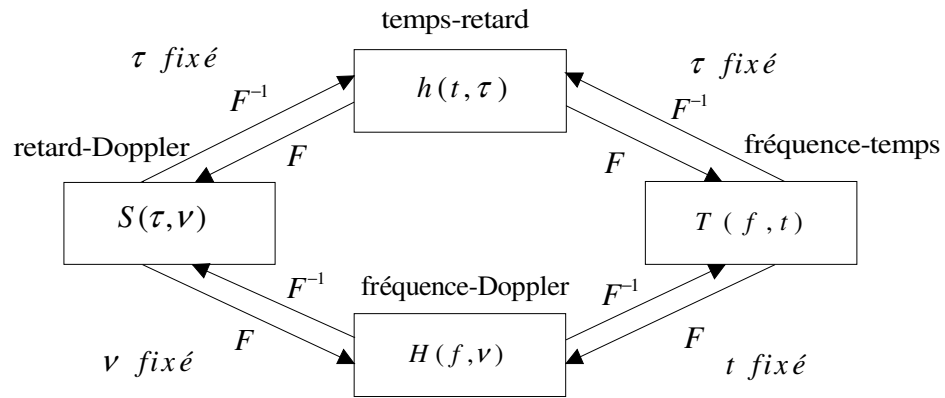 temps-retard
τ fixé
τ fixé
h(t,τ)
F⁻¹
F⁻¹
retard-Doppler
F
F
fréquence-temps
S(τ,ν)
T(f,t)
F⁻¹
fréquence-Doppler
F⁻¹
F
F
ν fixé
H(f,ν)
t fixé